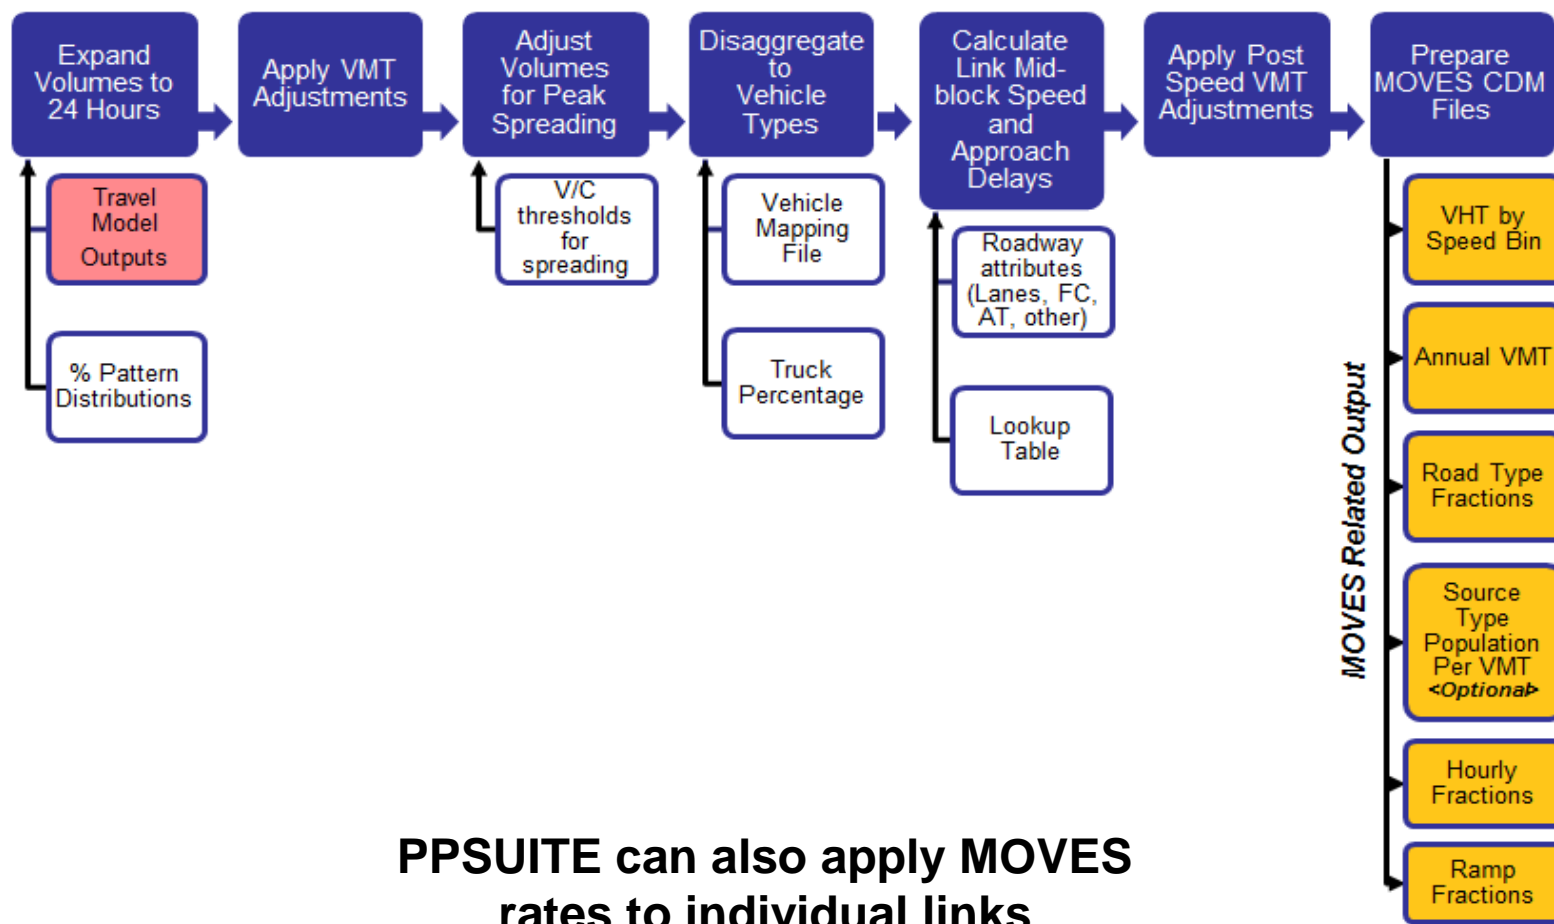 Expand
Volumes to
24 Hours
Apply VMT
Adjustments
Adjust
Volumes
for Peak
Spreading
Disaggregate
to
Vehicle
Types
Calculate
Link Mid-
block Speed
and
Approach
Delays
Apply Post
Speed VMT
Adjustments
Prepare
MOVES CDM
Files
Travel
Model
Outputs
% Pattern
Distributions
V/C
thresholds
for
spreading
Vehicle
Mapping
File
Truck
Percentage
Roadway
attributes
(Lanes, FC,
AT, other)
Lookup
Table
MOVES Related Output
VHT by
Speed Bin
Annual VMT
Road Type
Fractions
Source
Type
Population
Per VMT
<Optional>
Hourly
Fractions
Ramp
Fractions
PPSUITE can also apply MOVES
rates to individual links